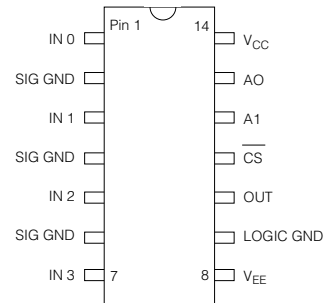 Pin 1 14
IN 0 VCC
SIG GND AO
IN 1 A1
SIG GND CS
IN 2 OUT
SIG GND LOGIC GND
IN 3 7 8 VEE